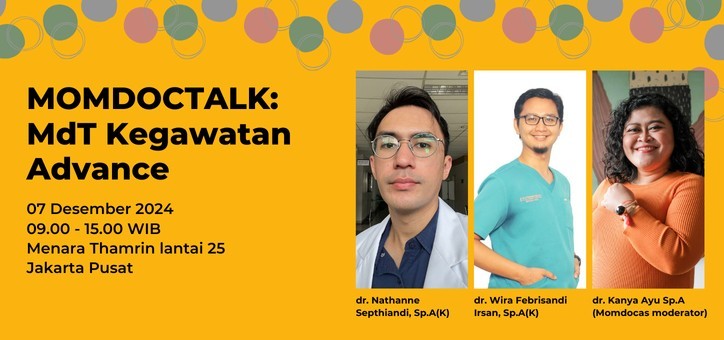 MOMDOCTALK:
MdT Kegawatan
Advance
07 Desember 2024
09.00 - 15.00 WIB
Menara Thamrin lantai 25
Jakarta Pusat
dr. Nathanne
Septhiandi, Sp.A(K)
dr. Wira Febrisandi
Irsan, Sp.A(K)
dr. Kanya Ayu Sp.A
(Momdocas moderator)